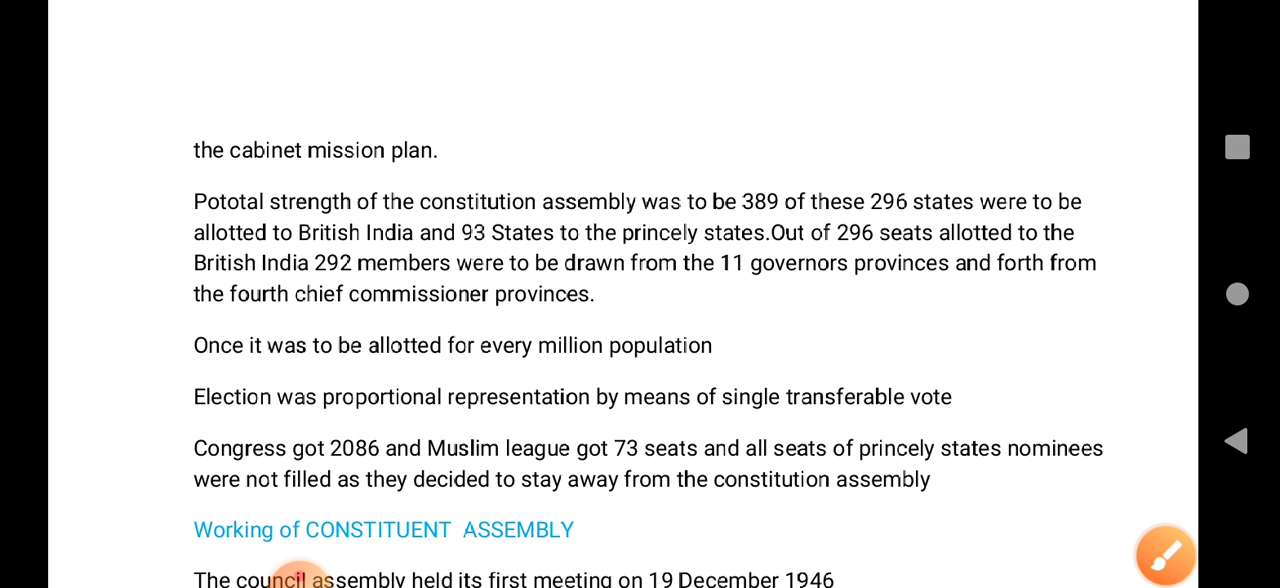 the cabinet mission plan.
Pototal strength of the constitution assembly was to be 389 of these 296 states were to be
allotted to British India and 93 States to the princely states.Out of 296 seats allotted to the
British India 292 members were to be drawn from the 11 governors provinces and forth from
the fourth chief commissioner provinces.
Once it was to be allotted for every million population
Election was proportional representation by means of single transferable vote
Congress got 2086 and Muslim league got 73 seats and all seats of princely states nominees
were not filled as they decided to stay away from the constitution assembly
Working of CONSTITUENT ASSEMBLY
The council assembly held its first meeting on 19 December 1946